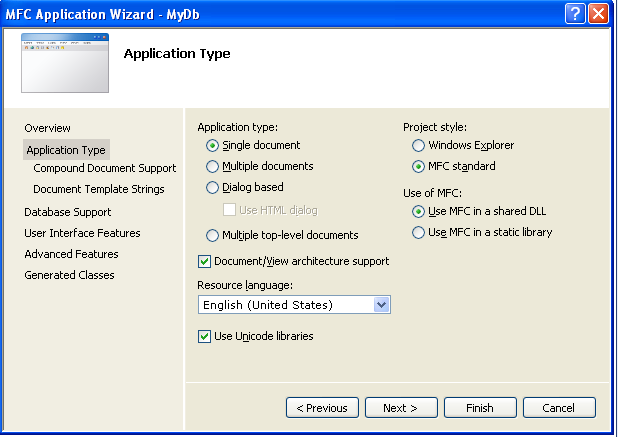 MFC Application Wizard - MyDb
Application Type
Overview
Application Type
Compound Document Support
Document Template Strings
Database Support
User Interface Features
Advanced Features
Generated Classes
Application type:
Single document
Multiple documents
Dialog based
Use HTML dialog
Multiple top-level documents
Document/View architecture support
Resource language:
English (United States)
Use Unicode libraries
Project style:
Windows Explorer
MFC standard
Use of MFC:
Use MFC in a shared DLL
Use MFC in a static library
< Previous
Next >
Finish
Cancel